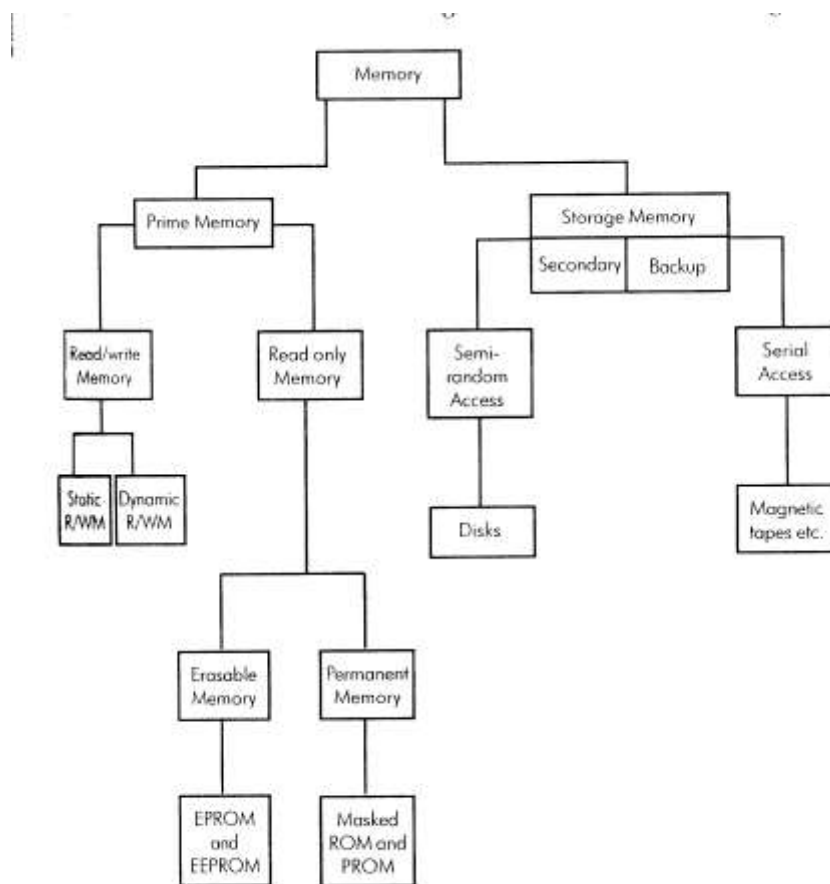 Memory
Prime Memory
Storage Memory
Secondary
Backup
Read/write
Memory
Read only
Memory
Semi-
random
Access
Serial
Access
Static
R/WM
Dynamic
R/WM
Disks
Magnetic
tapes etc.
Erasable
Memory
Permanent
Memory
EPROM
and
EEPROM
Masked
ROM and
PROM